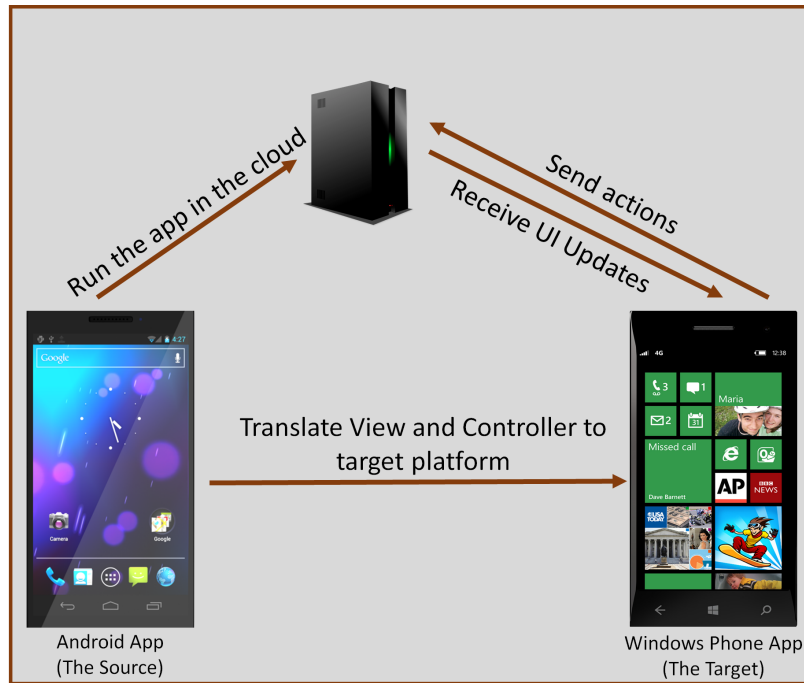 Run the app in the cloud
Send actions
Receive UI Updates
4:27
Google
Camera
Google
Translate View and Controller to
target platform
4G
12:38
3
1
Maria
2
31
Missed call
Dave Barnett
AP
BBC
NEWS
USA
TODAY
Android App
(The Source)
Windows Phone App
(The Target)